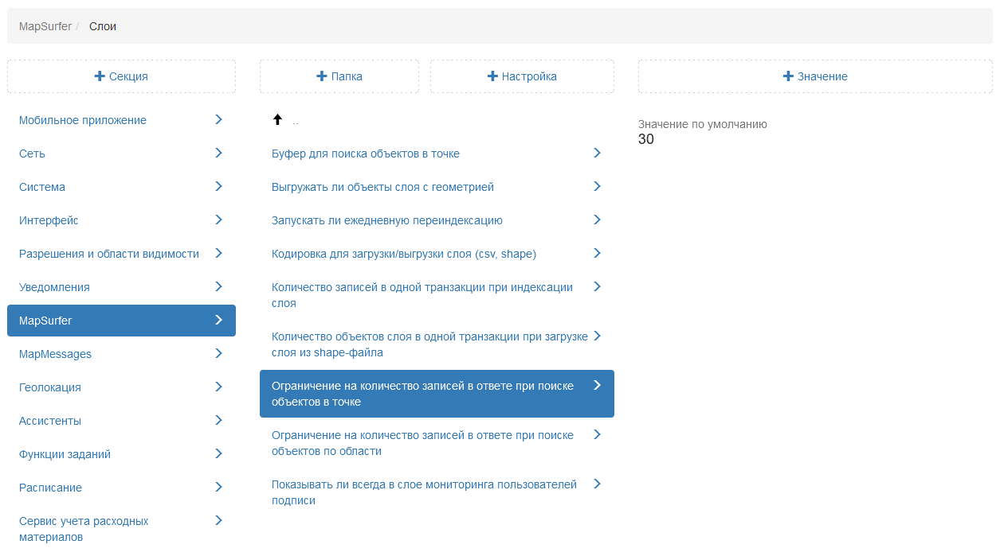 MapSurfer / Слои
Секция
Папка
Настройка
Значение
Мобильное приложение
Сеть
Система
Интерфейс
Разрешения и области видимости
Уведомления
MapSurfer
MapMessages
Геолокация
Ассистенты
Функции заданий
Расписание
Сервис учета расходных
материалов
..
Буфер для поиска объектов в точке
Выгружать ли объекты слоя с геометрией
Запускать ли ежедневную переиндексацию
Кодировка для загрузки/выгрузки слоя (csv, shape)
Количество записей в одной транзакции при индексации
слоя
Количество объектов слоя в одной транзакции при загрузке
слоя из shape-файла
Ограничение на количество записей в ответе при поиске
объектов в точке
Ограничение на количество записей в ответе при поиске
объектов по области
Показывать ли всегда в слое мониторинга пользователей
подписи
Значение по умолчанию
30